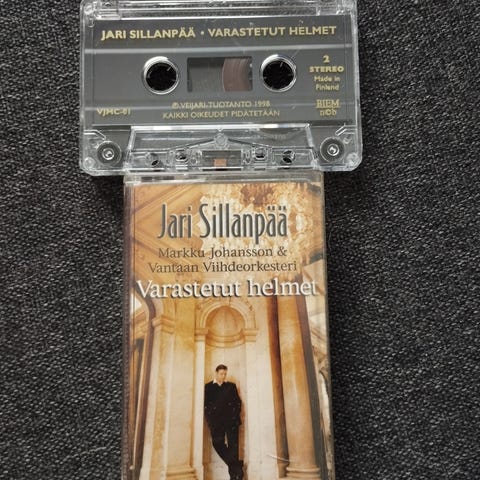 JARI SILLANPÄÄ • VARASTETUT HELMET
2
STEREO
Made in
Finland
VJMC-81
BIEM
n©b
℗ VEIJARI-TUOTANTO 1998
KAIKKI OIKEUDET PIDÄTETÄÄN
Jari Sillanpää
Markku Johansson &
Vantaan Viihdeorkesteri
Varastetut helmet